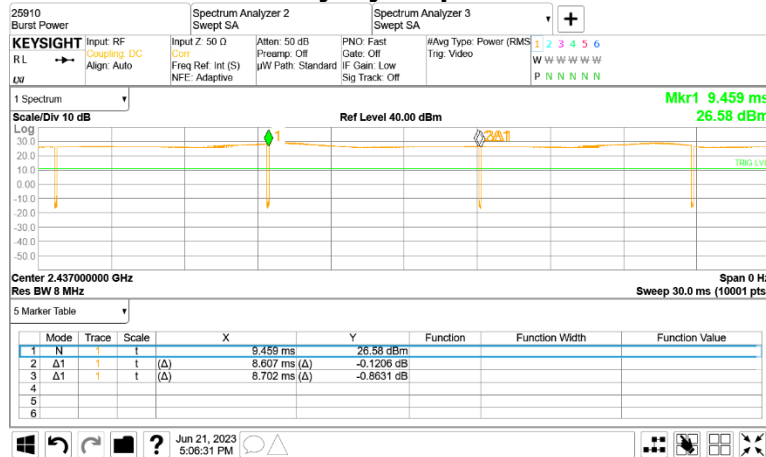 25910
Burst Power
Spectrum Analyzer 2
Swept SA
Spectrum Analyzer 3
Swept SA
KEYSIGHT
RL
LXI
Input: RF
Coupling: DC
Align: Auto
Input Z: 50 Ω
Corr
Freq Ref: Int (S)
NFE: Adaptive
Atten: 50 dB
Preamp: Off
µW Path: Standard
PNO: Fast
Gate: Off
IF Gain: Low
Sig Track: Off
#Avg Type: Power (RMS
Trig: Video
1 2 3 4 5 6
W W W W W W
P N N N N N
1 Spectrum
Scale/Div 10 dB
Ref Level 40.00 dBm
Mkr1 9.459 ms
26.58 dBm
Log
30.0
20.0
10.0
0.00
-10.0
-20.0
-30.0
-40.0
-50.0
1
3Δ1
TRIG LVL
Center 2.437000000 GHz
Res BW 8 MHz
Span 0 Hz
Sweep 30.0 ms (10001 pts
5 Marker Table
Mode Trace Scale X Y Function Function Width Function Value
1 N 1 t 9.459 ms 26.58 dBm
2 Δ1 1 t (Δ) 8.607 ms (Δ) -0.1206 dB
3 Δ1 1 t (Δ) 8.702 ms (Δ) -0.8631 dB
4
5
6
?
Jun 21, 2023
5:06:31 PM